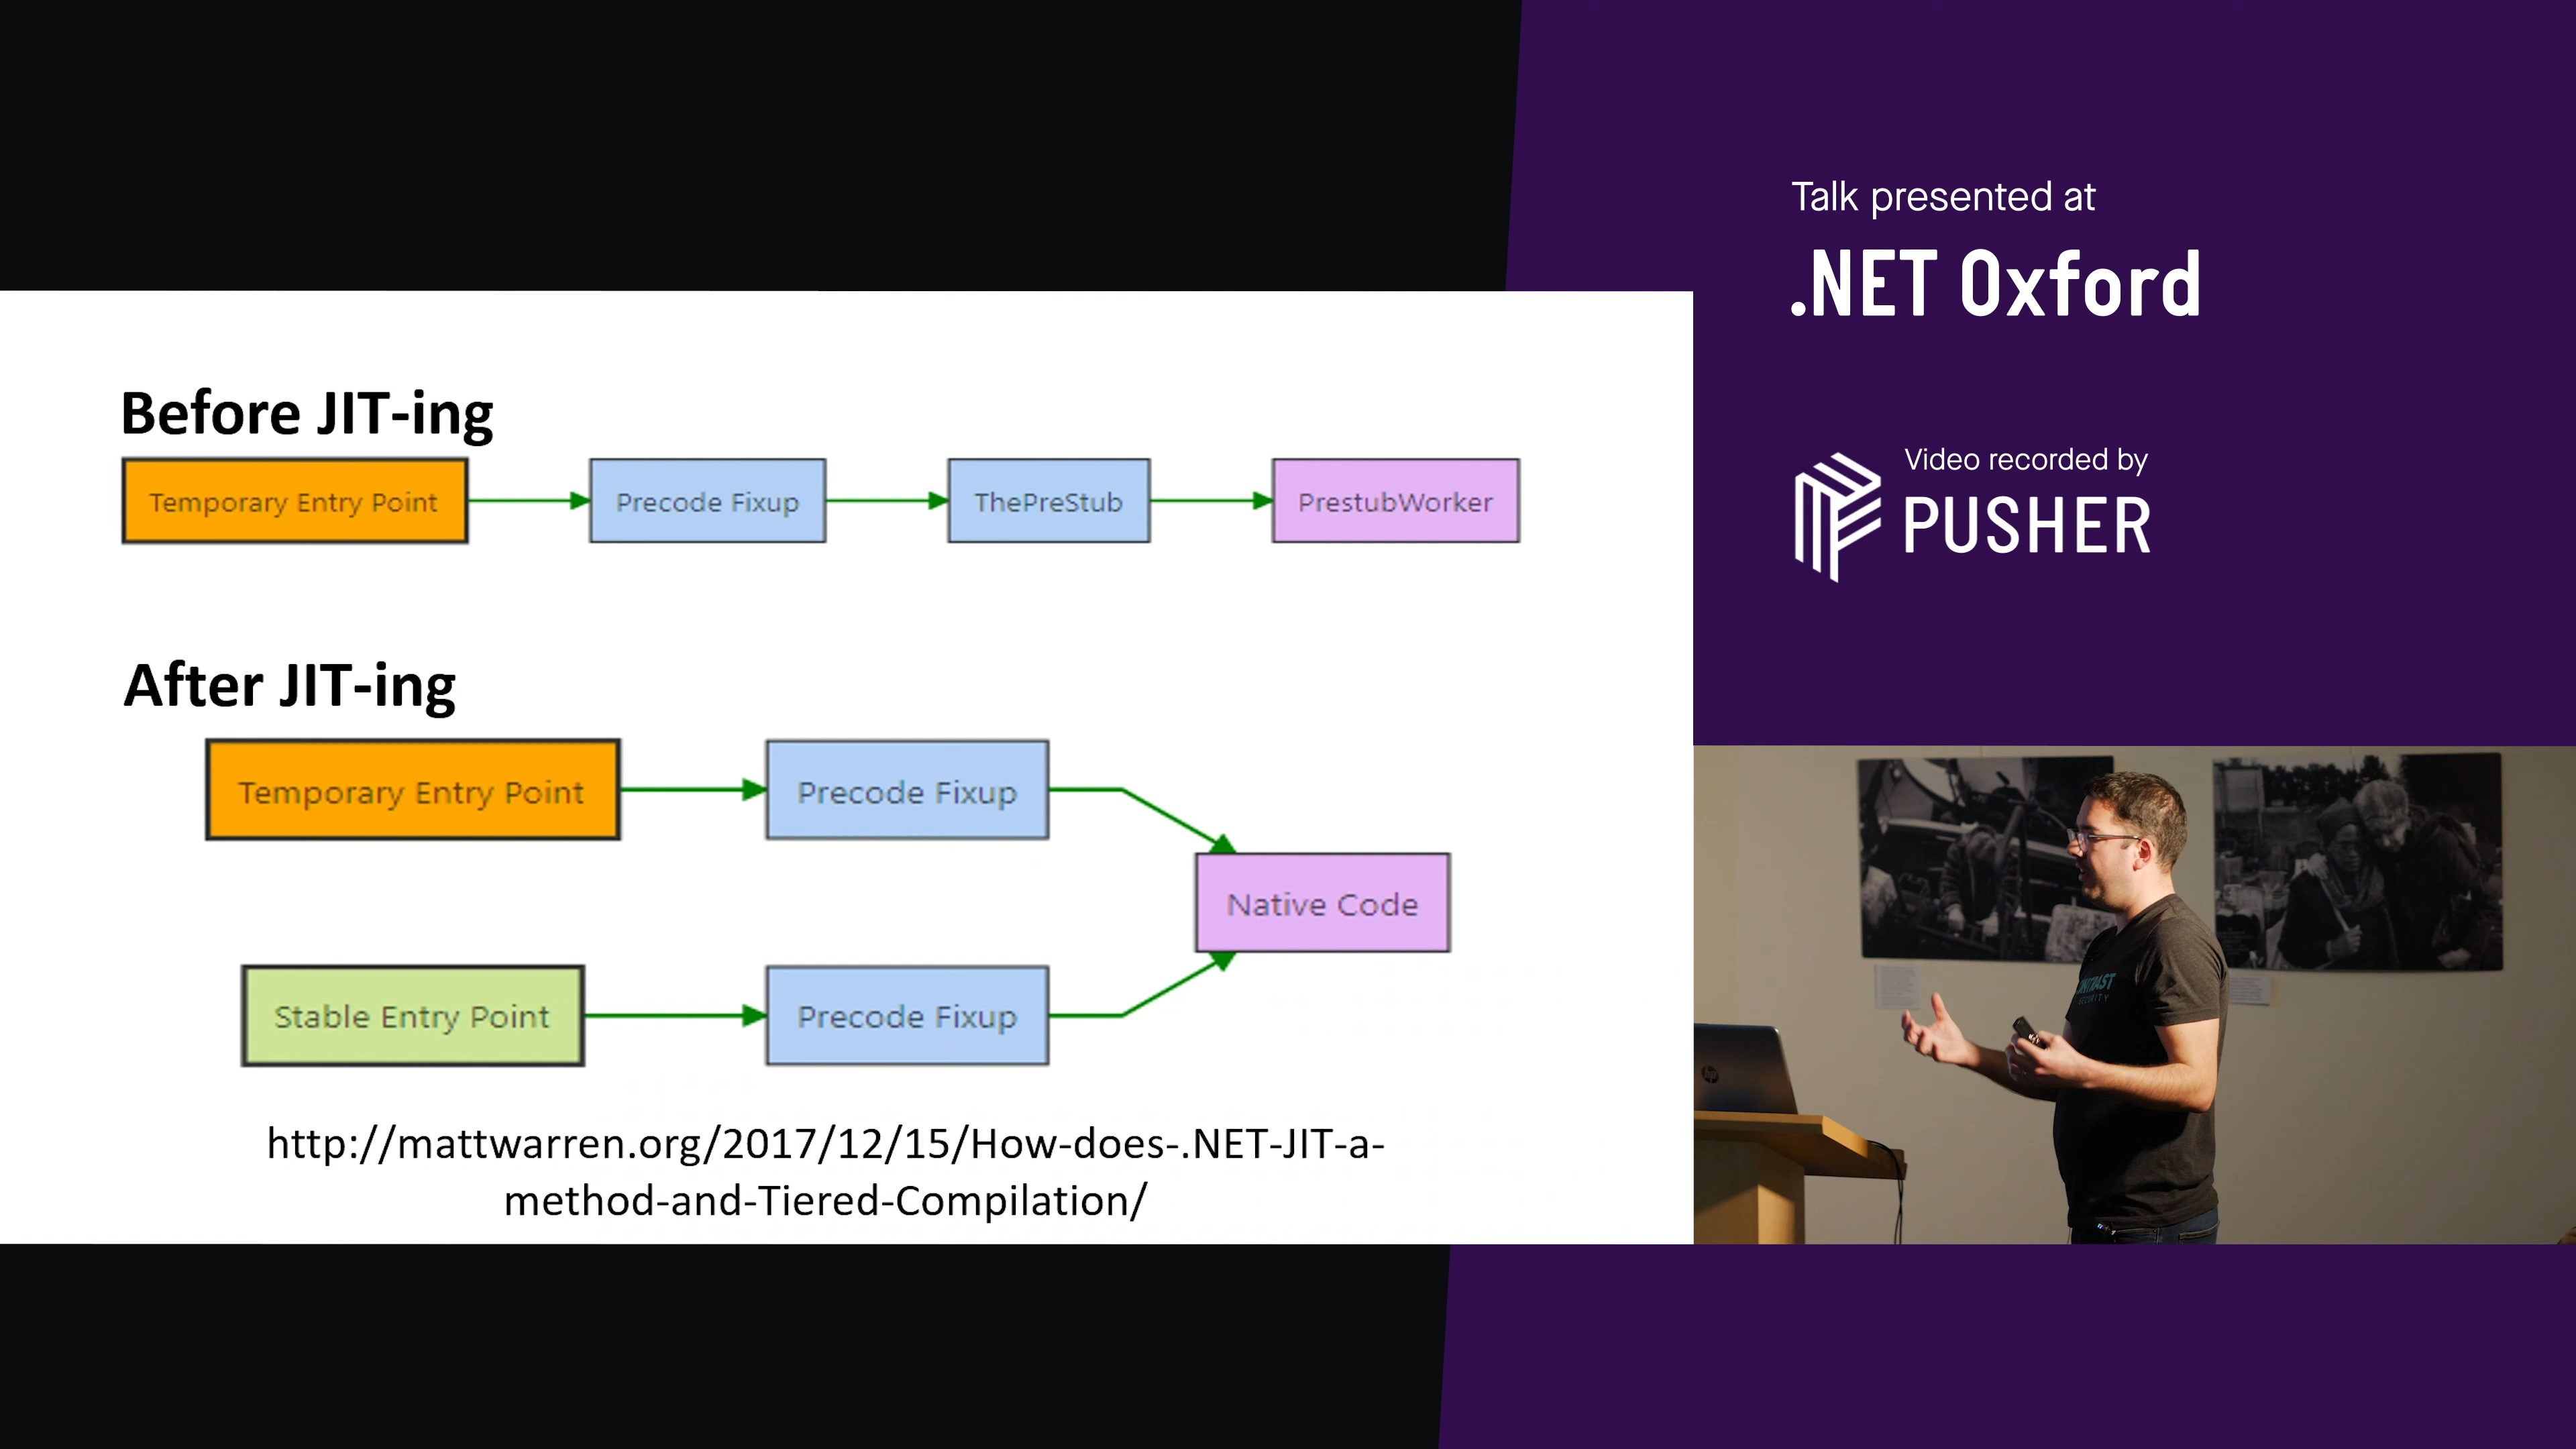 Talk presented at
.NET Oxford
Video recorded by
PUSHER
Before JIT-ing
Temporary Entry Point
Precode Fixup
ThePreStub
PrestubWorker
After JIT-ing
Temporary Entry Point
Precode Fixup
Native Code
Stable Entry Point
Precode Fixup
http://mattwarren.org/2017/12/15/How-does-.NET-JIT-a-
method-and-Tiered-Compilation/
SECURITY
hp